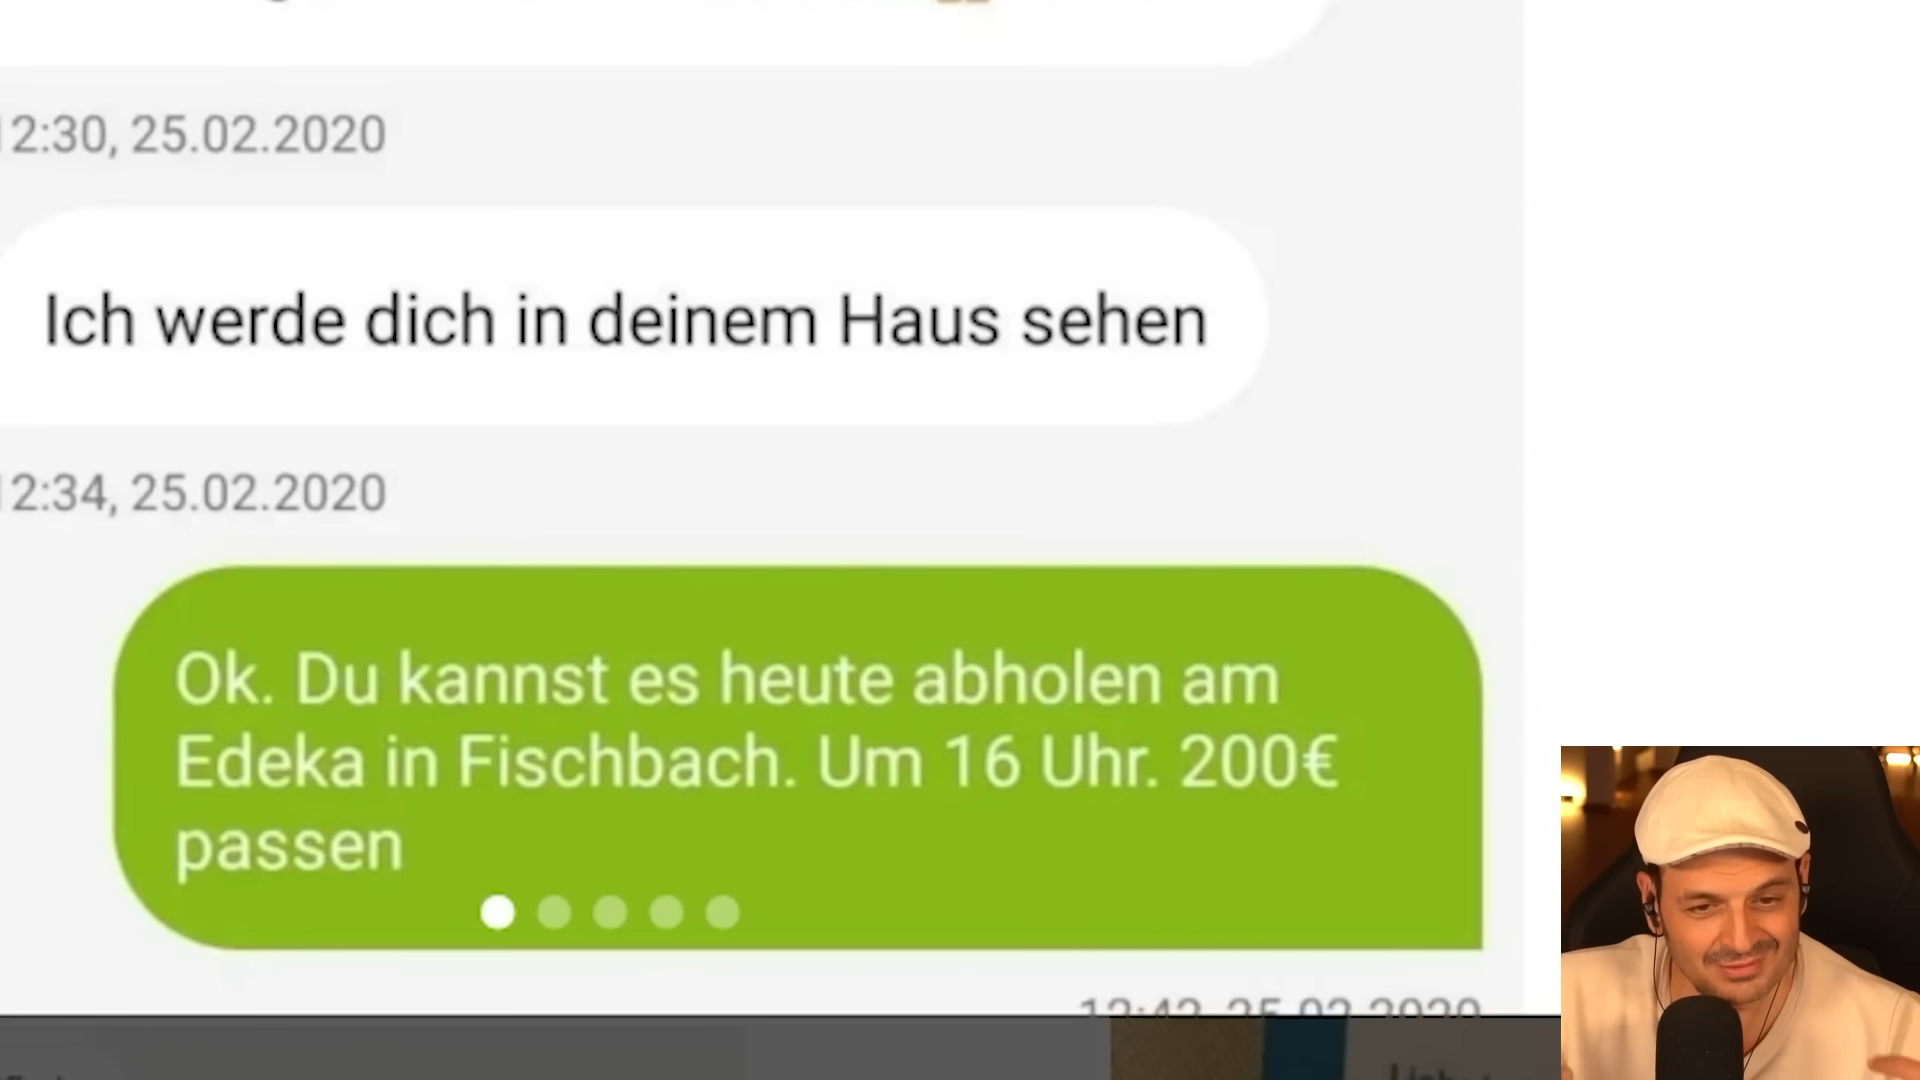 12:30, 25.02.2020
Ich werde dich in deinem Haus sehen
12:34, 25.02.2020
Ok. Du kannst es heute abholen am
Edeka in Fischbach. Um 16 Uhr. 200€
passen
12:42, 25.02.2020